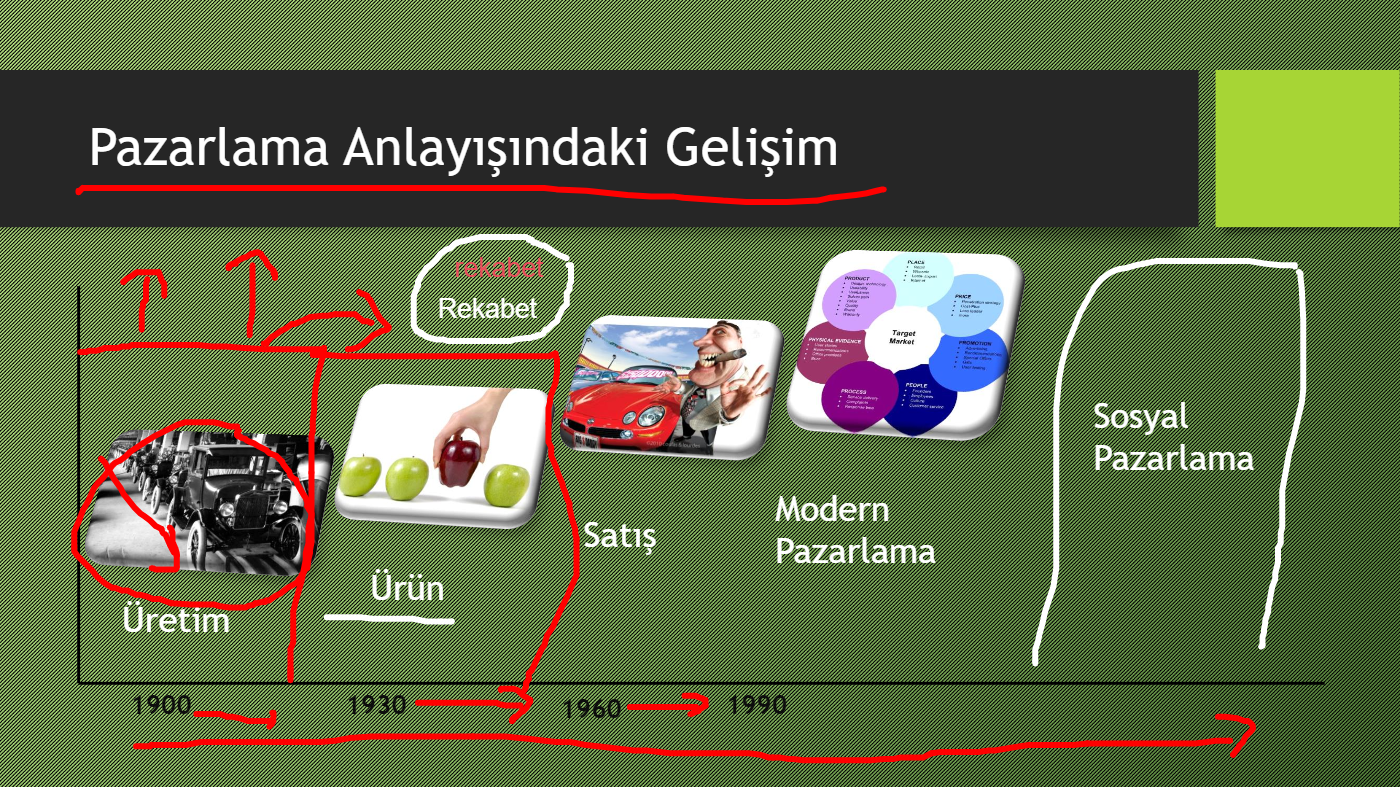 Pazarlama Anlayışındaki Gelişim
rekabet
Rekabet
PLACE
PRODUCT
PRICE
Target
Market
PHYSICAL EVIDENCE
PROMOTION
PROCESS
PEOPLE
Sosyal
Pazarlama
Modern
Pazarlama
Satış
Ürün
Üretim
1900
1930
1960
1990